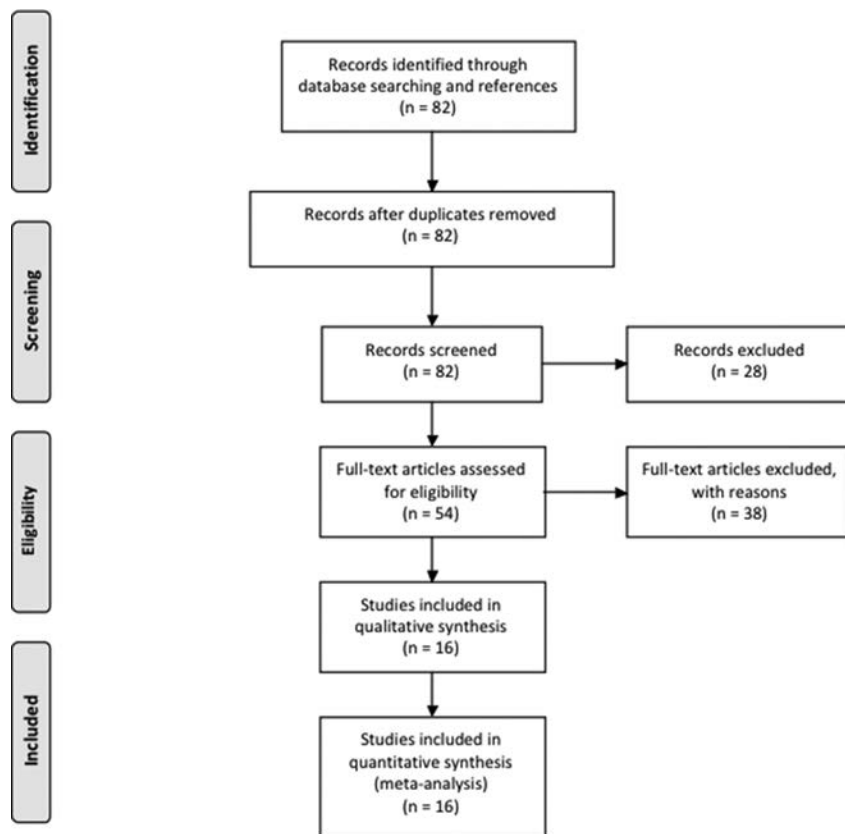 Identification
Records identified through
database searching and references
(n = 82)
Records after duplicates removed
(n = 82)
Screening
Records screened
(n = 82)
Records excluded
(n = 28)
Eligibility
Full-text articles assessed
for eligibility
(n = 54)
Full-text articles excluded,
with reasons
(n = 38)
Studies included in
qualitative synthesis
(n = 16)
Included
Studies included in
quantitative synthesis
(meta-analysis)
(n = 16)